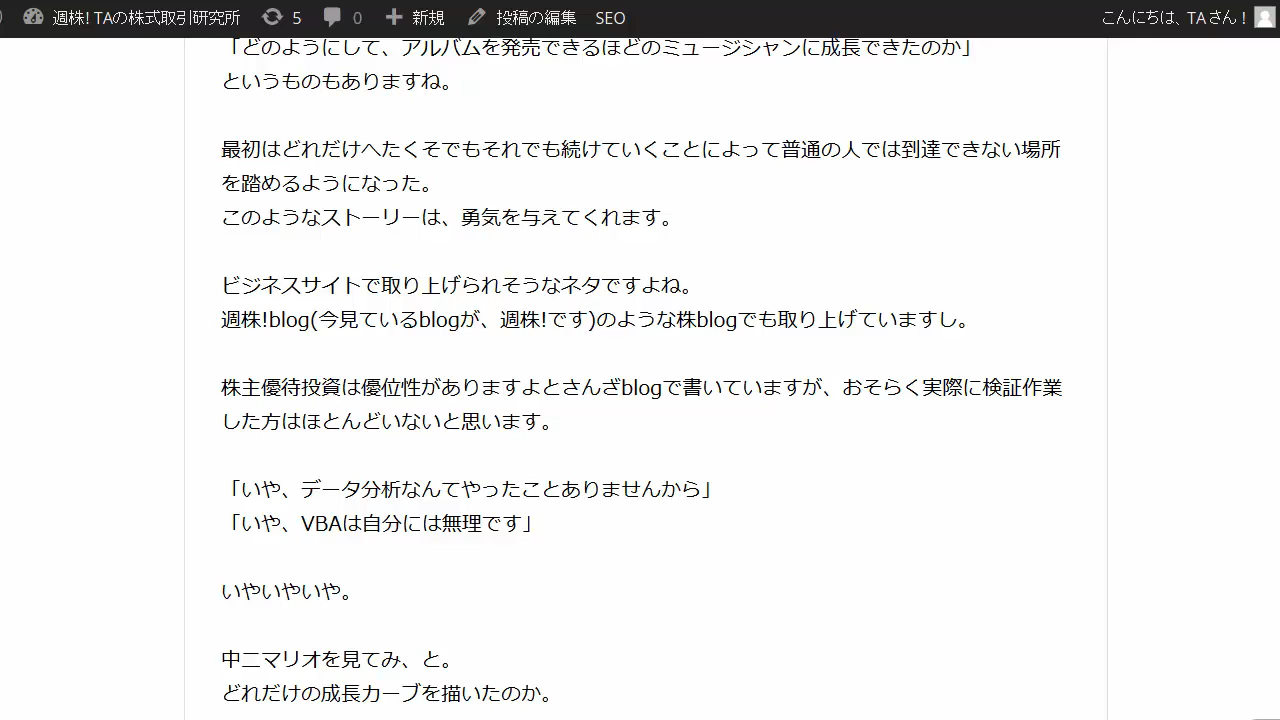 週株! TAの株式取引研究所 5 0 新規 投稿の編集 SEO こんにちは、TAさん！
「どのようにして、アルバムを発売できるほどのミュージシャンに成長できたのか」
というものもありますね。
最初はどれだけへたくそでもそれでも続けていくことによって普通の人では到達できない場所
を踏めるようになった。
このようなストーリーは、勇気を与えてくれます。
ビジネスサイトで取り上げられそうなネタですよね。
週株!blog(今見ているblogが、週株!です)のような株blogでも取り上げていますし。
株主優待投資は優位性がありますよとさんざblogで書いていますが、おそらく実際に検証作業
した方はほとんどいないと思います。
「いや、データ分析なんてやったことありませんから」
「いや、VBAは自分には無理です」
いやいやいや。
中二マリオを見てみ、と。
どれだけの成長カーブを描いたのか。